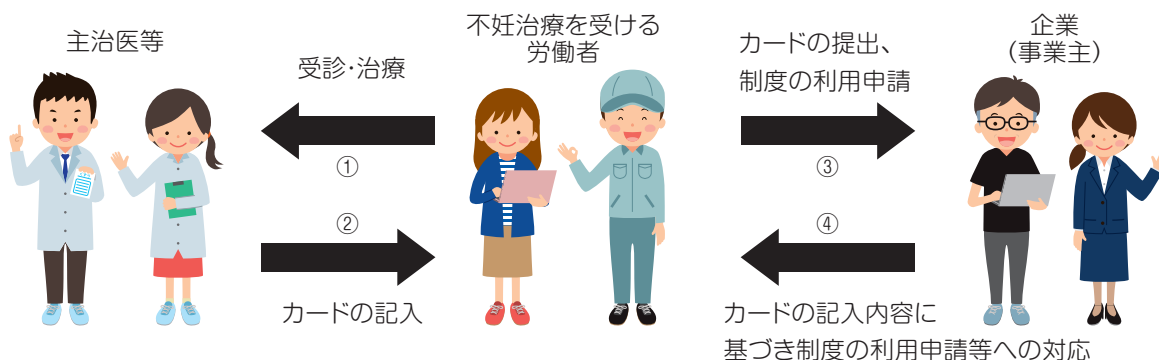 主治医等
受診・治療
①
②
カードの記入
不妊治療を受ける
労働者
カードの提出、
制度の利用申請
③
④
カードの記入内容に
基づき制度の利用申請等への対応
企業
(事業主)